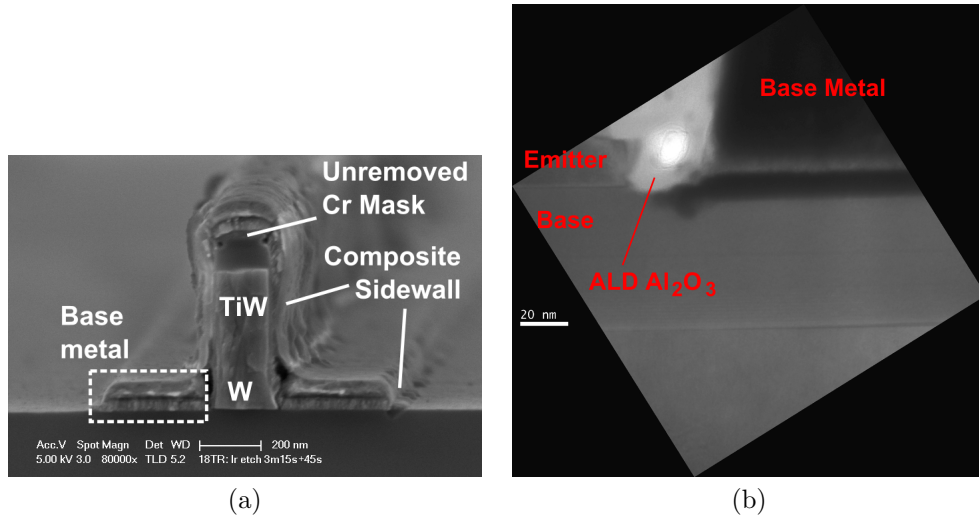 Unremoved
Cr Mask
Composite
Sidewall
TiW
Base
metal
W
Acc.V Spot Magn Det WD 200 nm
5.00 kV 3.0 80000x TLD 5.2 18TR: Ir etch 3m15s+45s
(a)
Base Metal
Emitter
Base
ALD Al₂O₃
20 nm
(b)